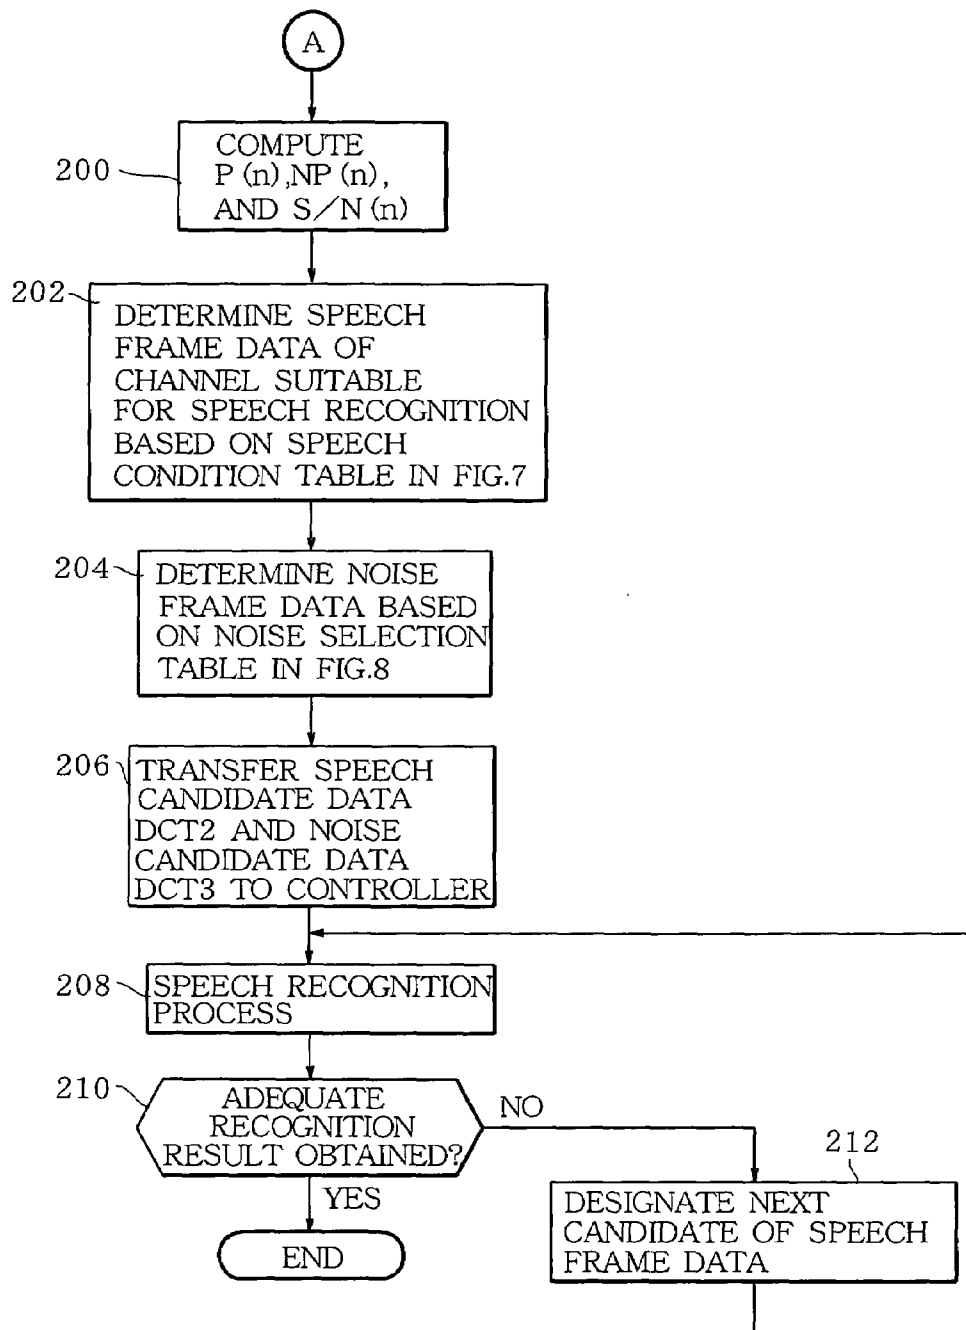 A
200
COMPUTE
P(n),NP(n),
AND S/N(n)
202
DETERMINE SPEECH
FRAME DATA OF
CHANNEL SUITABLE
FOR SPEECH RECOGNITION
BASED ON SPEECH
CONDITION TABLE IN FIG.7
204
DETERMINE NOISE
FRAME DATA BASED
ON NOISE SELECTION
TABLE IN FIG.8
206
TRANSFER SPEECH
CANDIDATE DATA
DCT2 AND NOISE
CANDIDATE DATA
DCT3 TO CONTROLLER
208
SPEECH RECOGNITION
PROCESS
210
ADEQUATE
RECOGNITION
RESULT OBTAINED?
NO
YES
END
212
DESIGNATE NEXT
CANDIDATE OF SPEECH
FRAME DATA